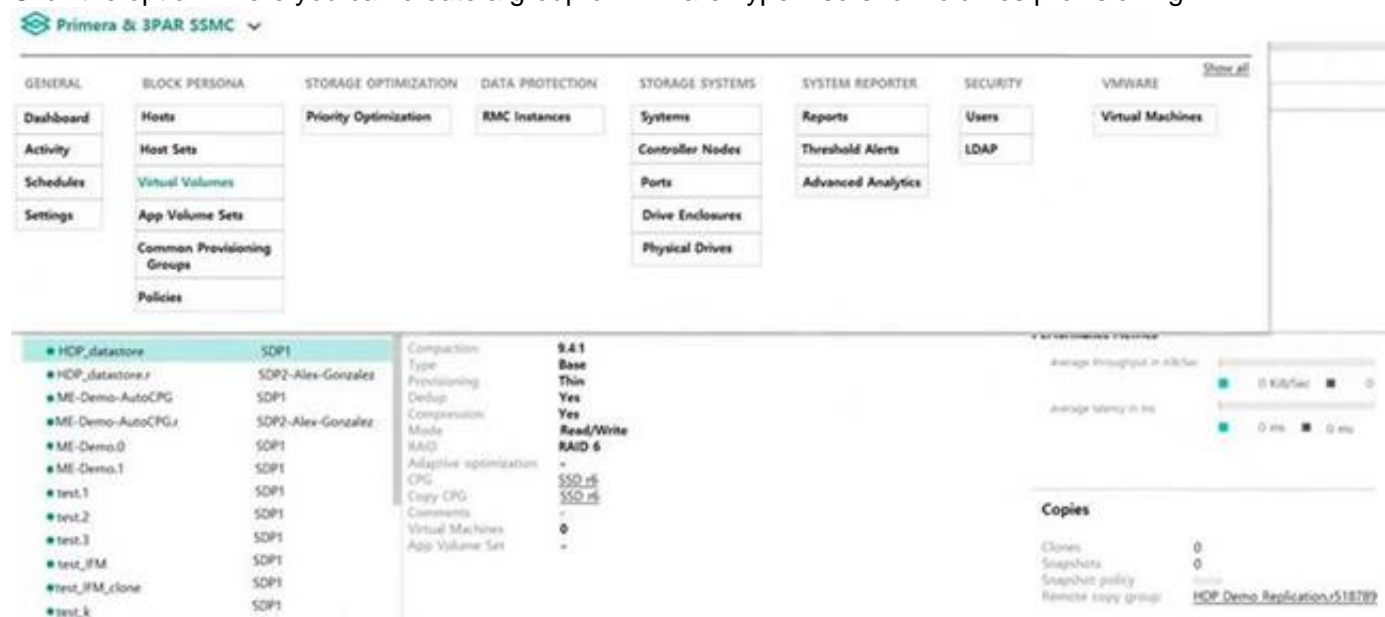 Primera & 3PAR SSMC
Show all
GENERAL BLOCK PERSONA STORAGE OPTIMIZATION DATA PROTECTION STORAGE SYSTEMS SYSTEM REPORTER SECURITY VMWARE
Dashboard Hosts Priority Optimization RMC Instances Systems Reports Users Virtual Machines
Activity Host Sets Controller Nodes Threshold Alerts LDAP
Schedules Virtual Volumes Ports Advanced Analytics
Settings App Volume Sets Drive Enclosures
Common Provisioning Physical Drives
Groups
Policies
HDP_datastore SDP1 Compaction 9.4:1
HDP_datastore.r SDP2-Alex-Gonzalez Type Base
Provisioning Thin
ME-Demo-AutoCPG SDP1 Dedup Yes
ME-Demo-AutoCPG.r SDP2-Alex-Gonzalez Compression Yes
Mode Read/Write
ME-Demo.0 SDP1 RAID RAID 6
ME-Demo.1 SDP1 Adaptive optimization -
test.1 SDP1 CPG SSD r6
Copy CPG SSD r6
test.2 SDP1 Comments -
test.3 SDP1 Virtual Machines 0
App Volume Set -
test_IFM SDP1
test_IFM_clone SDP1
test_k SDP1
Average throughput in KiB/Sec
0 KiB/Sec 0
Average latency in ms
0 ms 0 ms
Copies
Clones 0
Snapshots 0
Snapshot policy
Remote copy group HDP_Demo_Replication.r518789